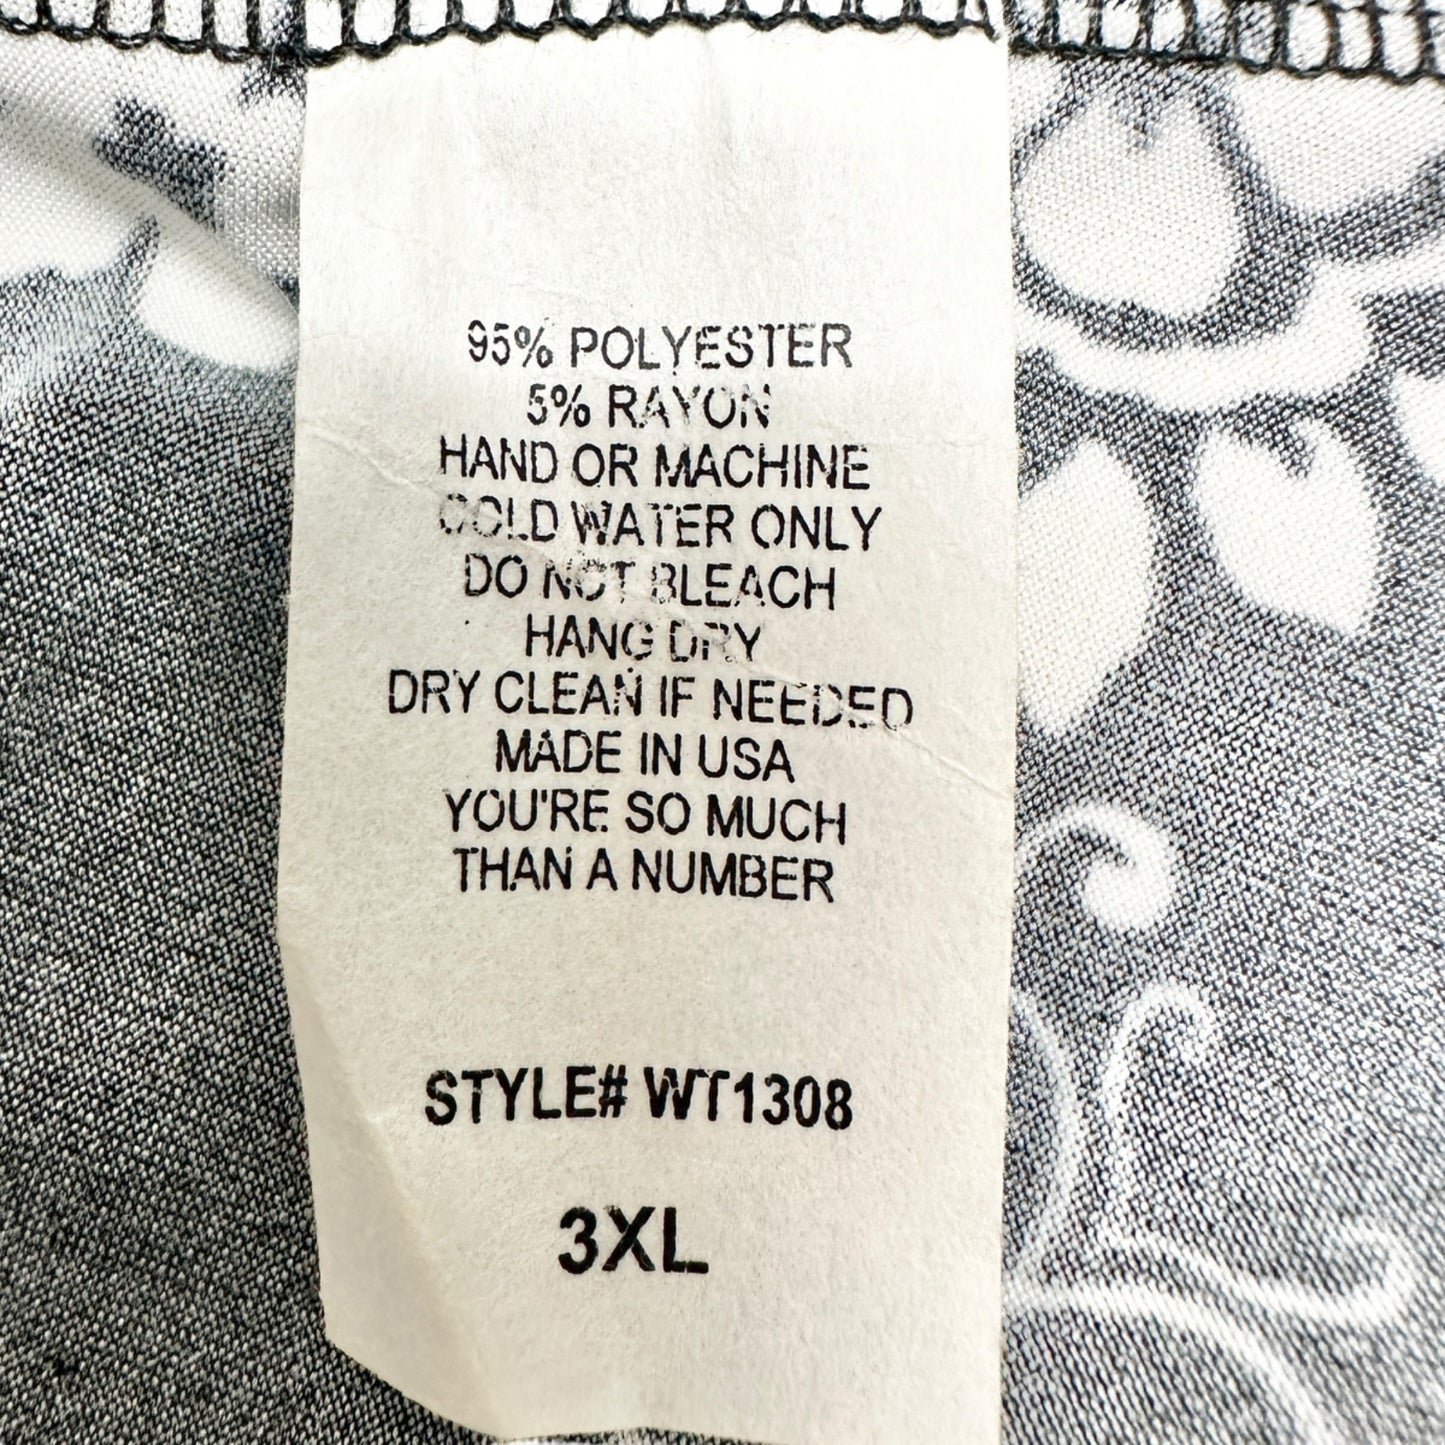 95% POLYESTER
5% RAYON
HAND OR MACHINE
COLD WATER ONLY
DO NOT BLEACH
HANG DRY
DRY CLEAN IF NEEDED
MADE IN USA
YOU'RE SO MUCH
THAN A NUMBER
STYLE# WT1308
3XL